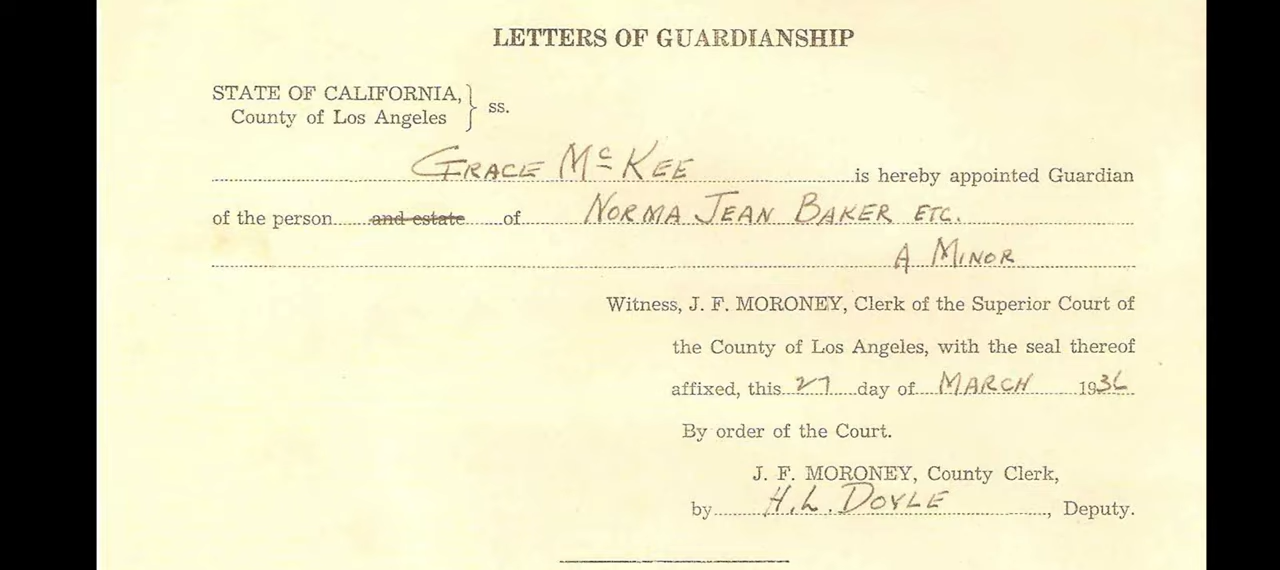 LETTERS OF GUARDIANSHIP
STATE OF CALIFORNIA,
County of Los Angeles } ss.
GRACE McKEE is hereby appointed Guardian
of the person and estate of NORMA JEAN BAKER ETC.
A MINOR
Witness, J. F. MORONEY, Clerk of the Superior Court of
the County of Los Angeles, with the seal thereof
affixed, this 27 day of MARCH 1936
By order of the Court.
J. F. MORONEY, County Clerk,
by H.L. DOYLE, Deputy.